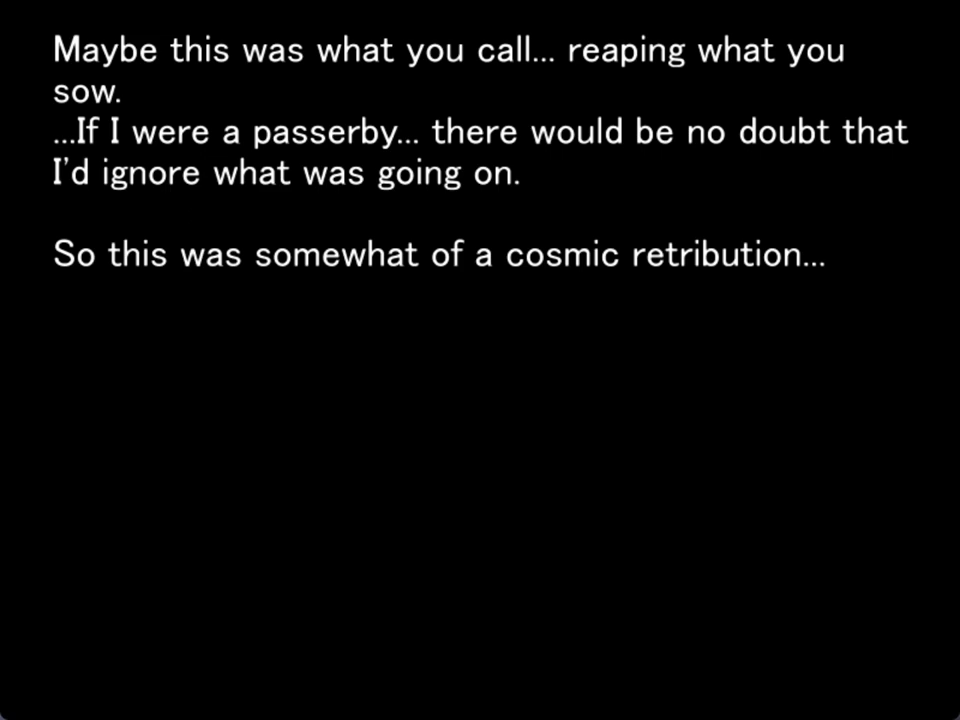 Maybe this was what you call... reaping what you
sow.
...If I were a passerby... there would be no doubt that
I'd ignore what was going on.
So this was somewhat of a cosmic retribution...